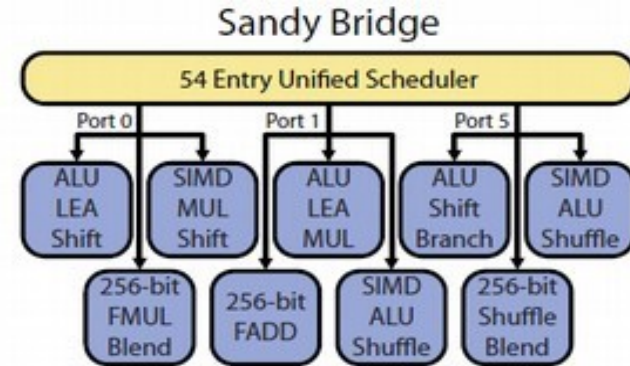 Sandy Bridge
54 Entry Unified Scheduler
Port 0
Port 1
Port 5
ALU
LEA
Shift
SIMD
MUL
Shift
ALU
LEA
MUL
ALU
Shift
Branch
SIMD
ALU
Shuffle
256-bit
FMUL
Blend
256-bit
FADD
SIMD
ALU
Shuffle
256-bit
Shuffle
Blend